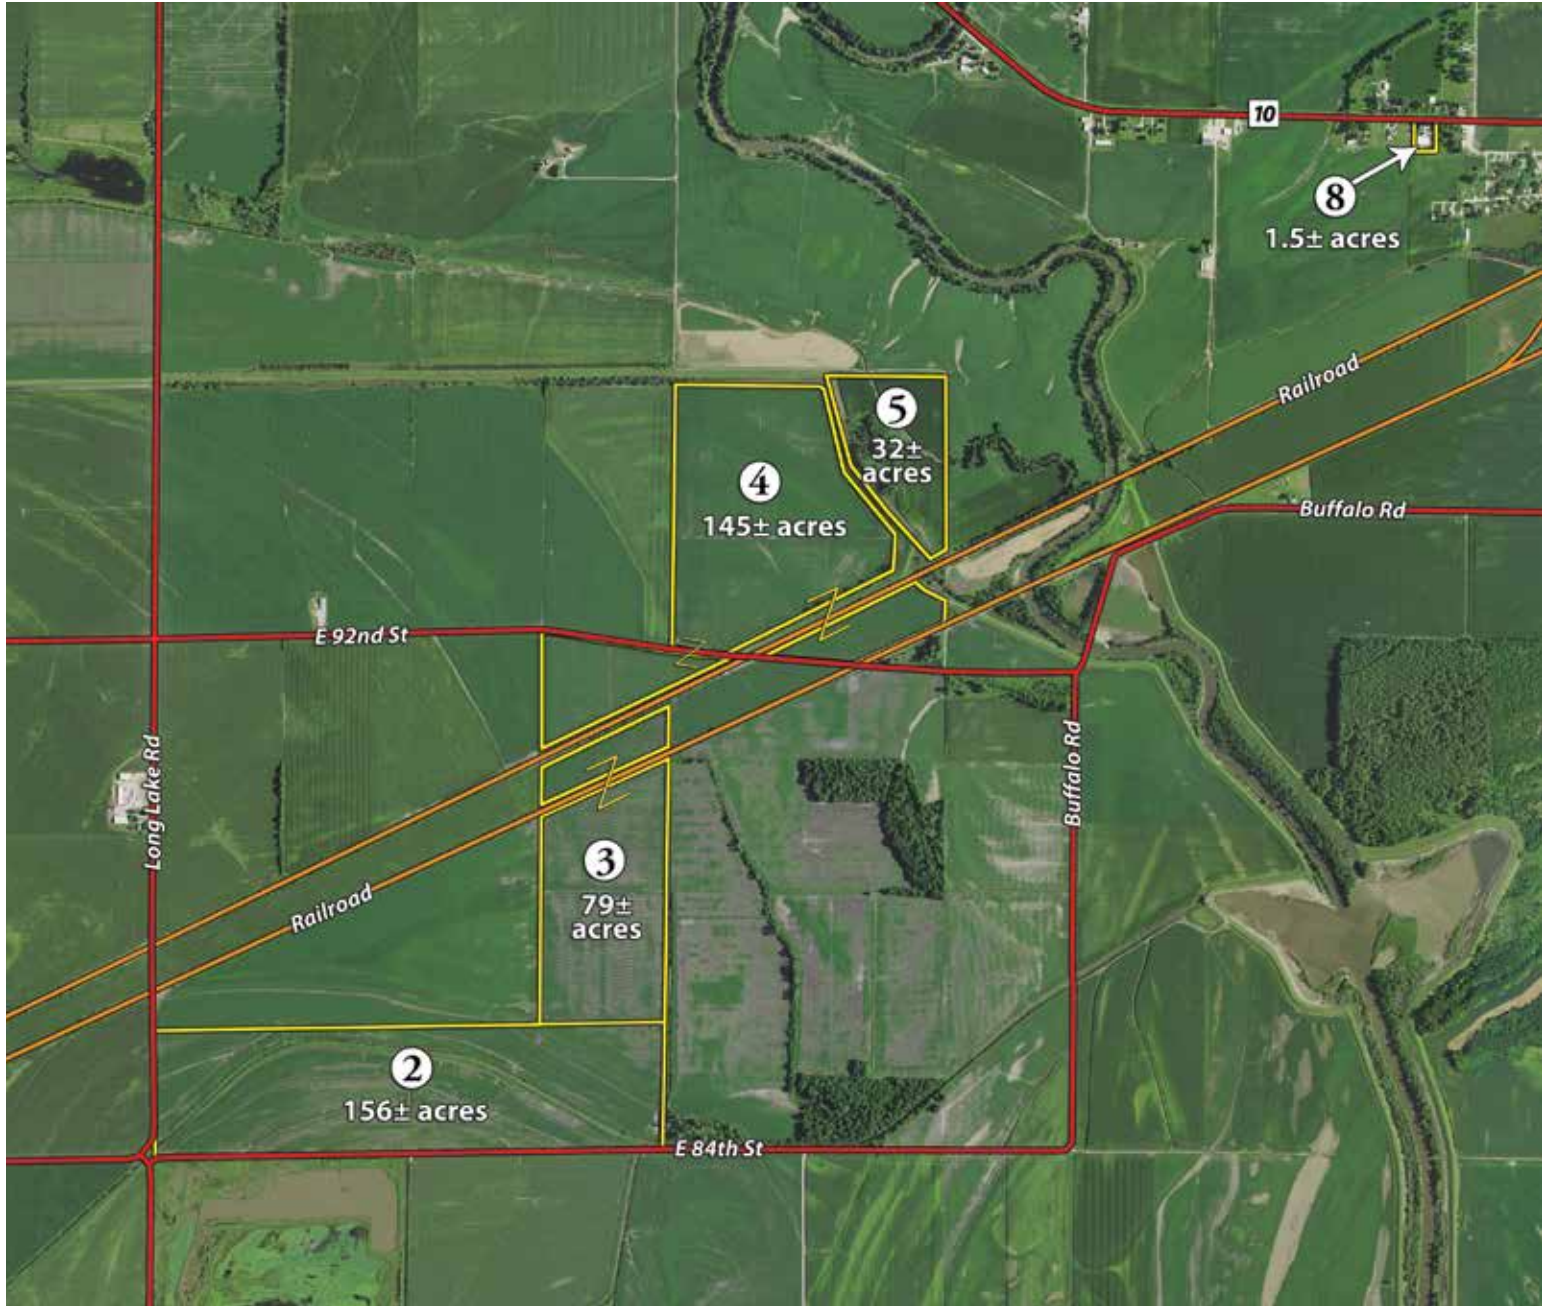 10
8
1.5± acres
Railroad
5
32±
acres
4
145± acres
Buffalo Rd
E 92nd St
Long Lake Rd
Buffalo Rd
3
79±
acres
Railroad
2
156± acres
E 84th St